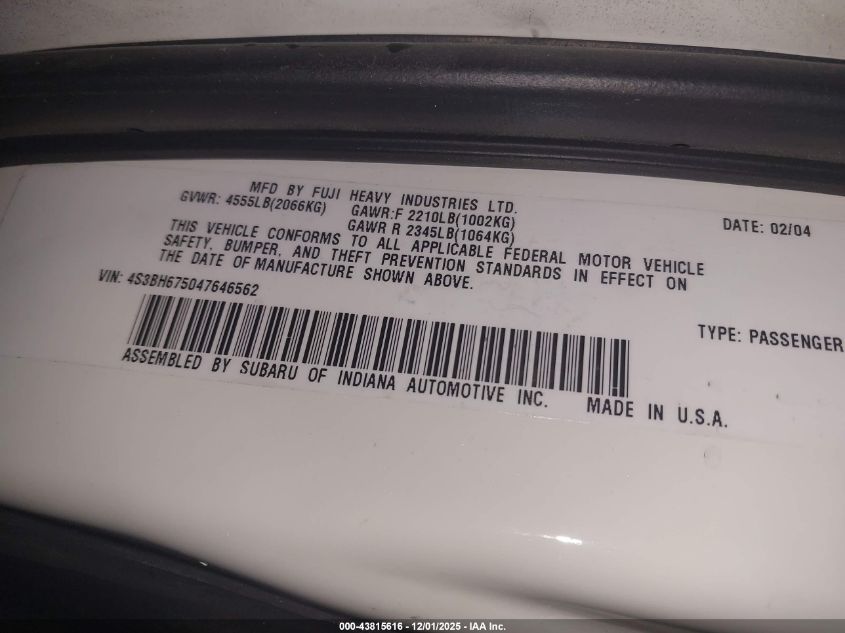 MFD BY FUJI HEAVY INDUSTRIES LTD.
GVWR: 4555LB(2066KG) GAWR:F 2210LB(1002KG)
GAWR R 2345LB(1064KG)
DATE: 02/04
THIS VEHICLE CONFORMS TO ALL APPLICABLE FEDERAL MOTOR VEHICLE
SAFETY, BUMPER, AND THEFT PREVENTION STANDARDS IN EFFECT ON
THE DATE OF MANUFACTURE SHOWN ABOVE.
VIN: 4S3BH675047646562
TYPE: PASSENGER
ASSEMBLED BY SUBARU OF INDIANA AUTOMOTIVE INC. MADE IN U.S.A.
000-43815616 - 12/01/2025 - IAA Inc.